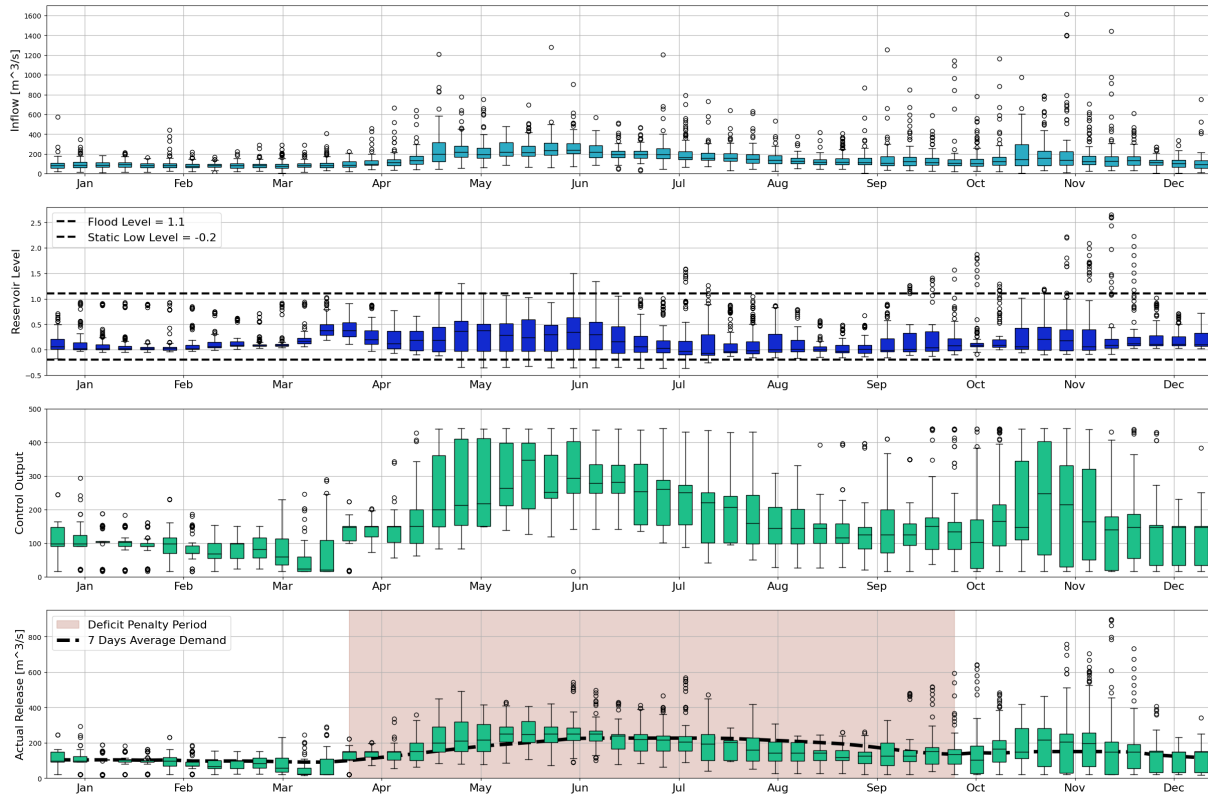 1600
1400
1200
1000
800
600
400
200
0
Inflow [m^3/s]
Jan Feb Mar Apr May Jun Jul Aug Sep Oct Nov Dec
Flood Level = 1.1
Static Low Level = -0.2
2.5
2.0
1.5
1.0
0.5
0.0
−0.5
Reservoir Level
Jan Feb Mar Apr May Jun Jul Aug Sep Oct Nov Dec
500
400
300
200
100
0
Control Output
Jan Feb Mar Apr May Jun Jul Aug Sep Oct Nov Dec
Deficit Penalty Period
7 Days Average Demand
800
600
400
200
0
Actual Release [m^3/s]
Jan Feb Mar Apr May Jun Jul Aug Sep Oct Nov Dec